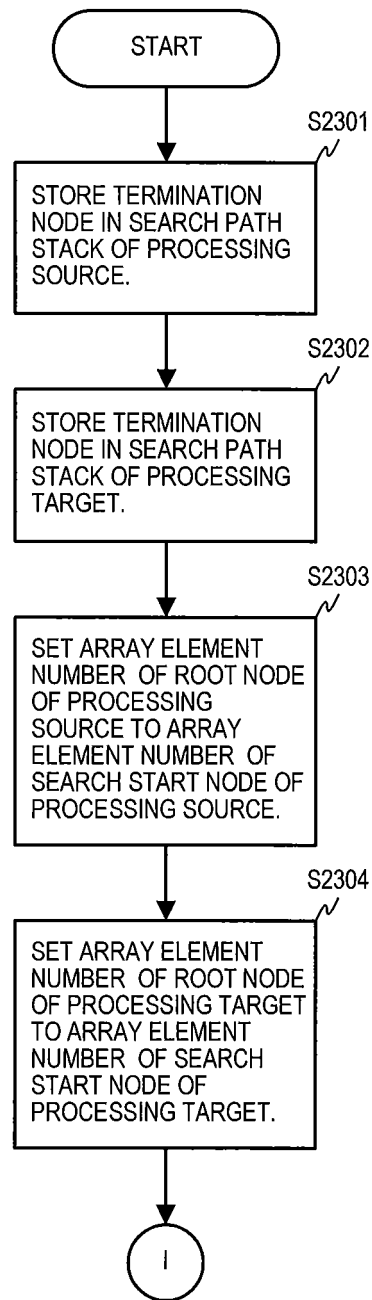 START
S2301
STORE TERMINATION
NODE IN SEARCH PATH
STACK OF PROCESSING
SOURCE.
S2302
STORE TERMINATION
NODE IN SEARCH PATH
STACK OF PROCESSING
TARGET.
S2303
SET ARRAY ELEMENT
NUMBER OF ROOT NODE
OF PROCESSING
SOURCE TO ARRAY
ELEMENT NUMBER OF
SEARCH START NODE OF
PROCESSING SOURCE.
S2304
SET ARRAY ELEMENT
NUMBER OF ROOT NODE
OF PROCESSING TARGET
TO ARRAY ELEMENT
NUMBER OF SEARCH
START NODE OF
PROCESSING TARGET.
I